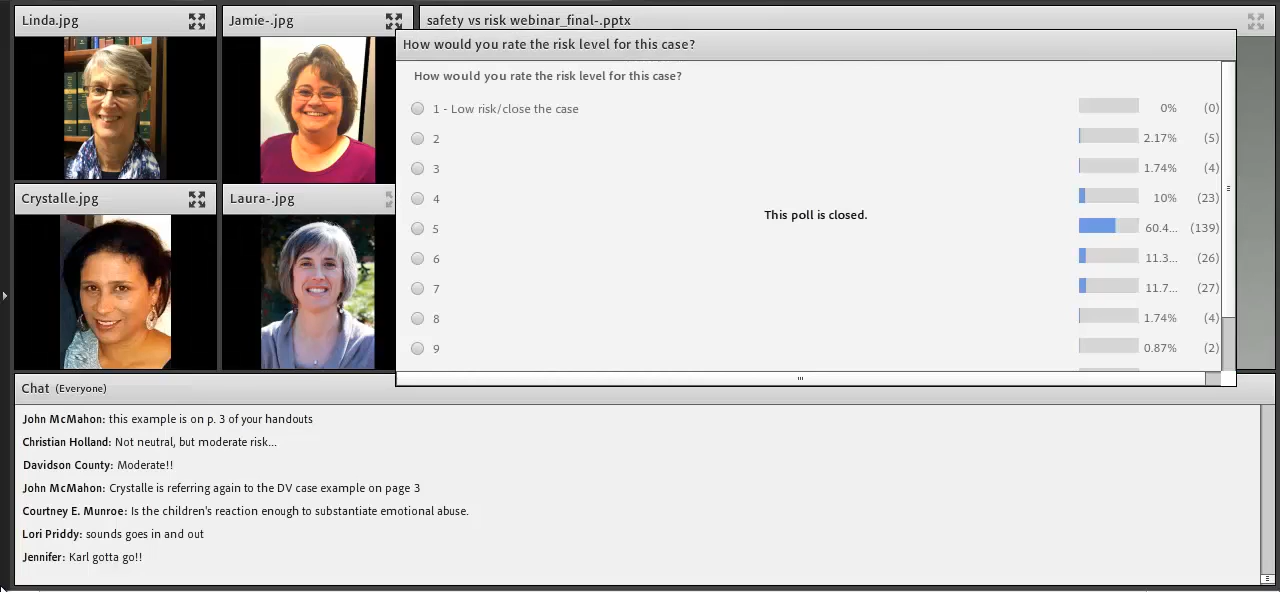 Linda.jpg
Jamie-.jpg
safety vs risk webinar_final-.pptx
How would you rate the risk level for this case?
How would you rate the risk level for this case?
1 - Low risk/close the case 0% (0)
2 2.17% (5)
3 1.74% (4)
4 10% (23)
This poll is closed.
5 60.4... (139)
6 11.3... (26)
7 11.7... (27)
8 1.74% (4)
9 0.87% (2)
Crystalle.jpg
Laura-.jpg
Chat (Everyone)
John McMahon: this example is on p. 3 of your handouts
Christian Holland: Not neutral, but moderate risk...
Davidson County: Moderate!!
John McMahon: Crystalle is referring again to the DV case example on page 3
Courtney E. Munroe: Is the children's reaction enough to substantiate emotional abuse.
Lori Priddy: sounds goes in and out
Jennifer: Karl gotta go!!